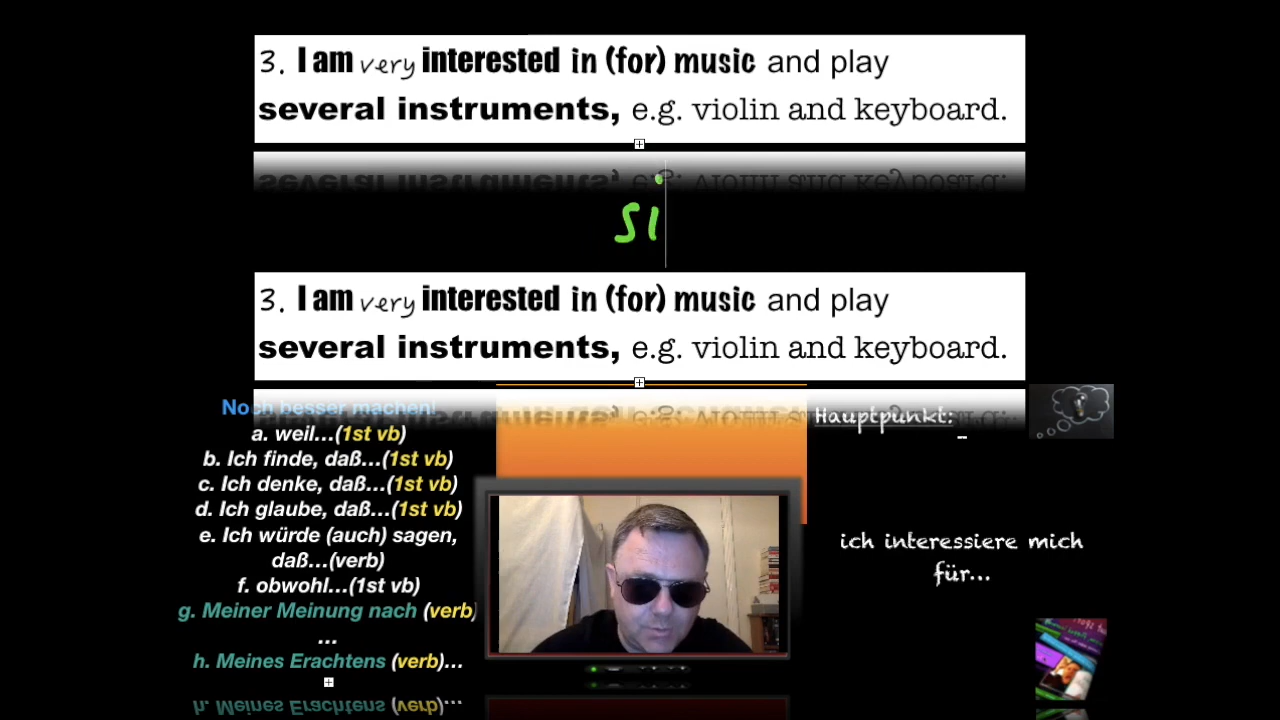 3. I am very interested in (for) music and play
several instruments, e.g. violin and keyboard.
si
3. I am very interested in (for) music and play
several instruments, e.g. violin and keyboard.
Noch besser machen!
a. weil...(1st vb)
b. Ich finde, daß...(1st vb)
c. Ich denke, daß...(1st vb)
d. Ich glaube, daß...(1st vb)
e. Ich würde (auch) sagen,
daß...(verb)
f. obwohl...(1st vb)
g. Meiner Meinung nach (verb)
...
h. Meines Erachtens (verb)...
Hauptpunkt:
ich interessiere mich
für...